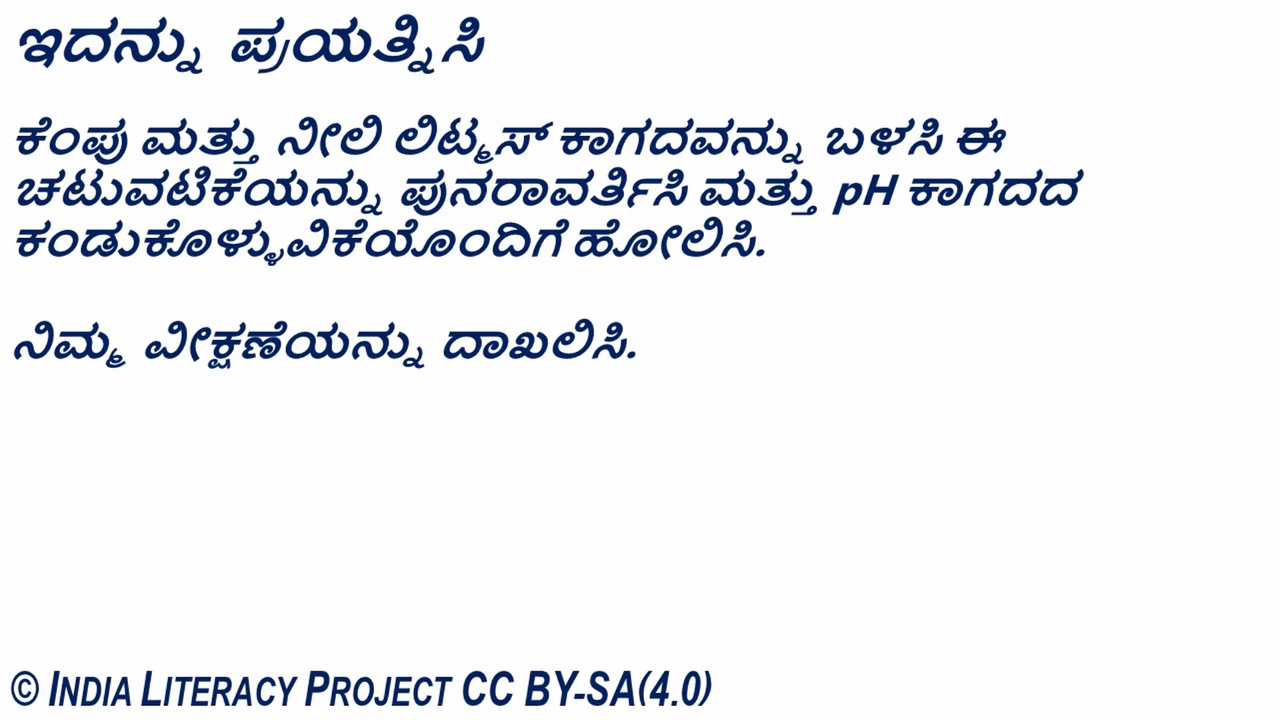 ಇದನ್ನು ಪ್ರಯತ್ನಿಸಿ
ಕೆಂಪು ಮತ್ತು ನೀಲಿ ಲಿಟ್ಮಸ್ ಕಾಗದವನ್ನು ಬಳಸಿ ಈ
ಚಟುವಟಿಕೆಯನ್ನು ಪುನರಾವರ್ತಿಸಿ ಮತ್ತು pH ಕಾಗದದ
ಕಂಡುಕೊಳ್ಳುವಿಕೆಯೊಂದಿಗೆ ಹೋಲಿಸಿ.
ನಿಮ್ಮ ವೀಕ್ಷಣೆಯನ್ನು ದಾಖಲಿಸಿ.
© INDIA LITERACY PROJECT CC BY-SA(4.0)